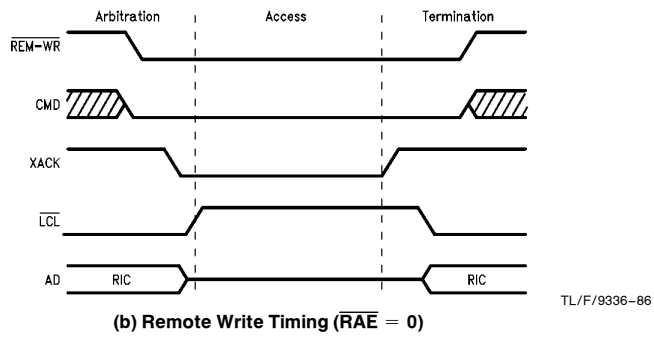 Arbitration Access Termination
REM-WR
CMD
XACK
LCL
AD RIC RIC
TL/F/9336–86
(b) Remote Write Timing (RAE = 0)